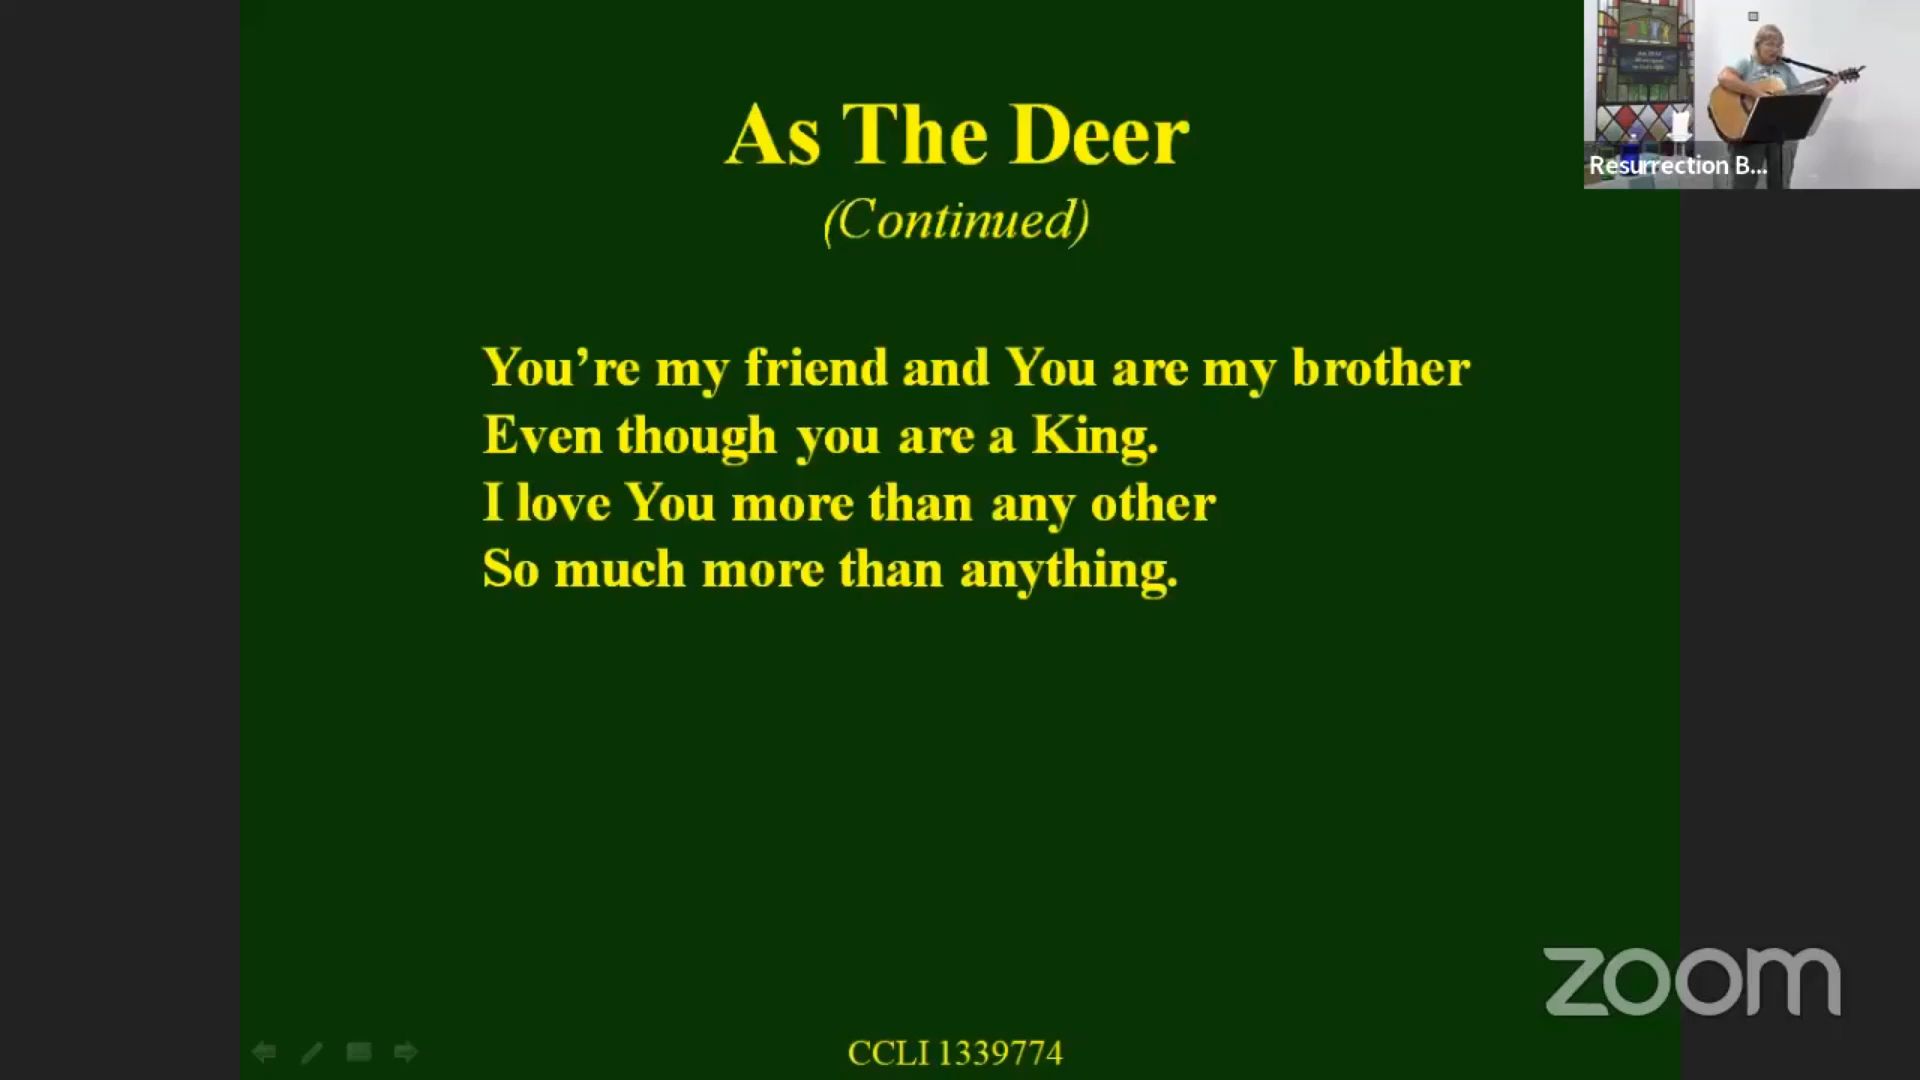 As The Deer
(Continued)
You’re my friend and You are my brother
Even though you are a King.
I love You more than any other
So much more than anything.
CCLI 1339774
Resurrection B...
zoom